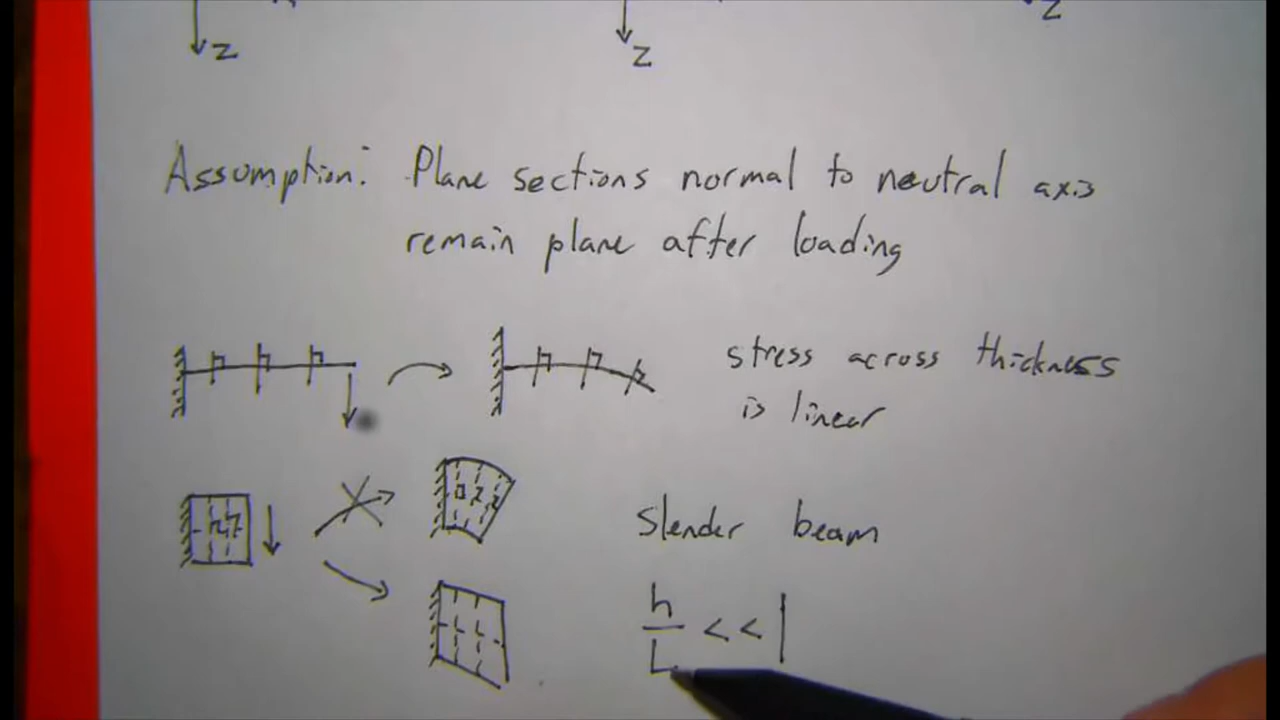 z z z
Assumption: Plane sections normal to neutral axis
remain plane after loading
stress across thickness
is linear
Slender beam
h/L << 1